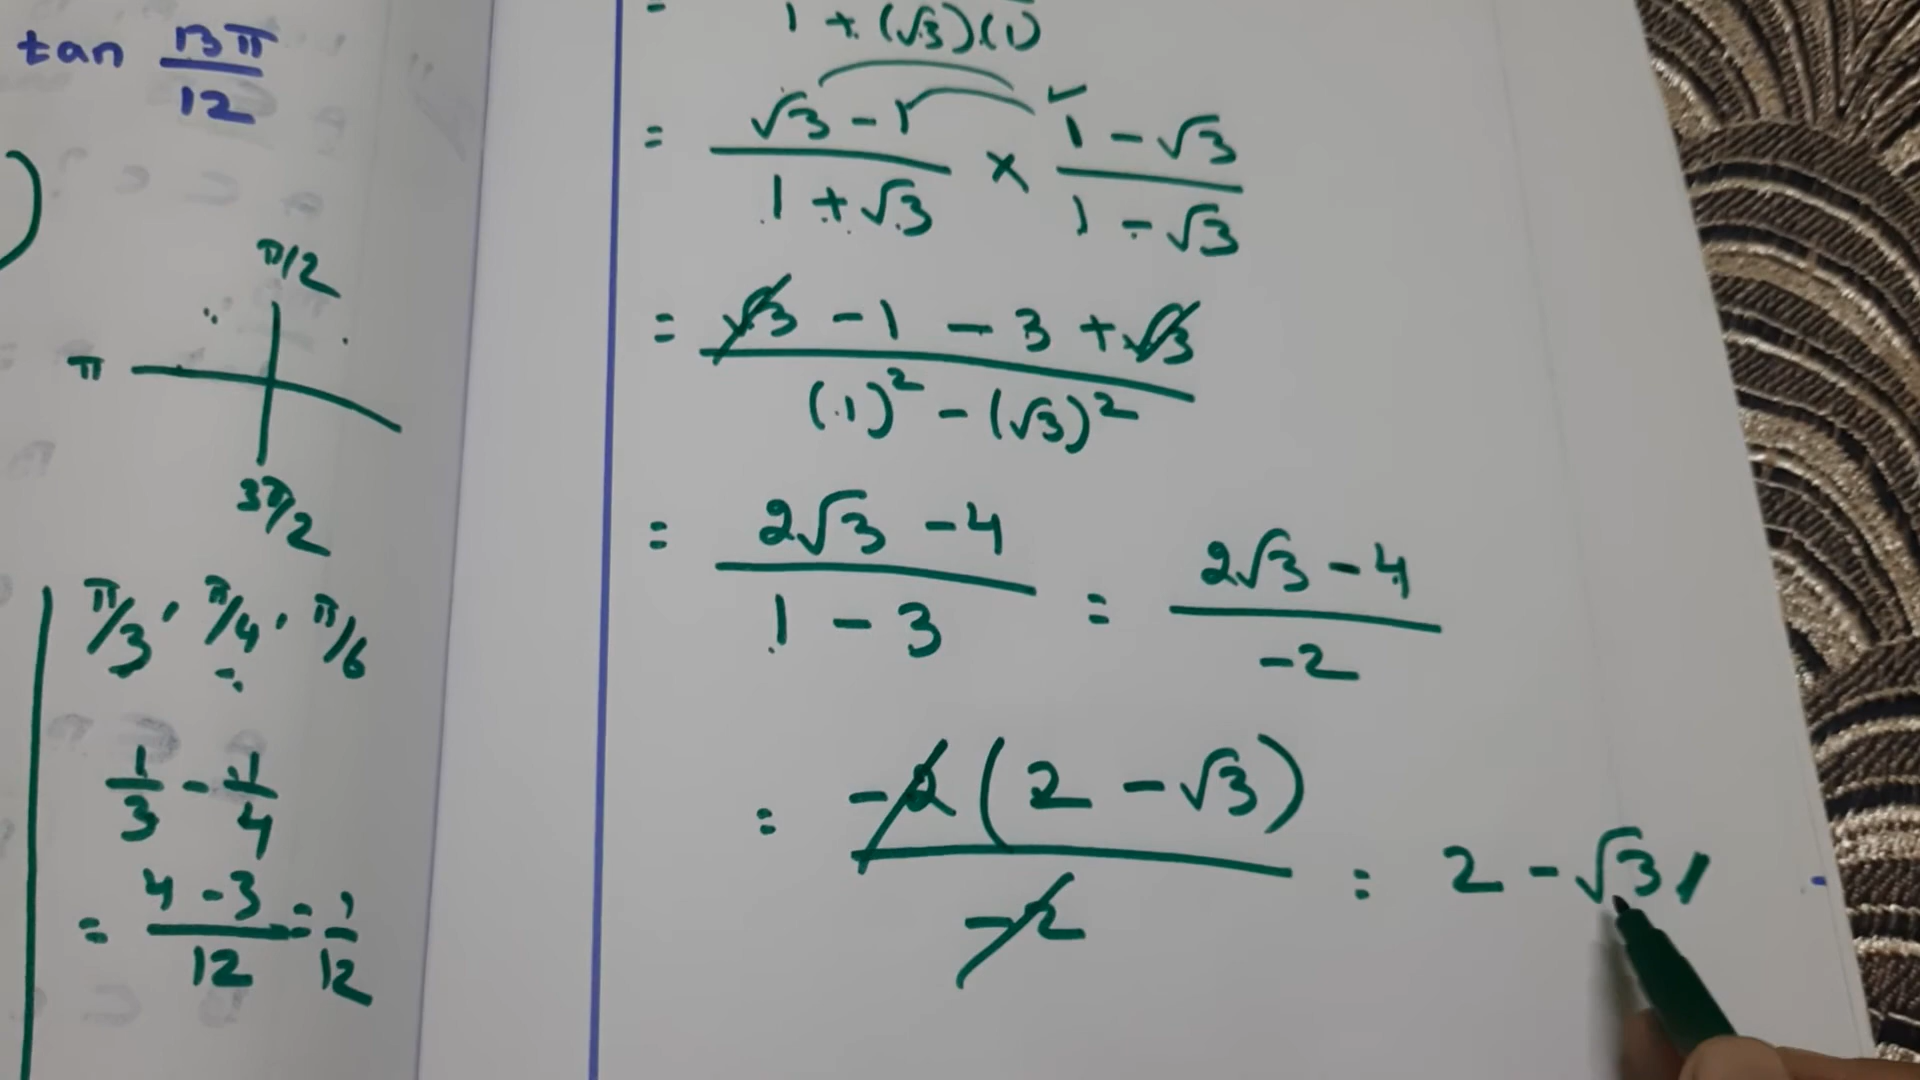 tan 13π/12
π/2
π
3π/2
π/3, π/4, π/6
1/3 - 1/4
= (4 - 3)/12 = 1/12
=
1 + (√3)(1)
= (√3 - 1)/(1 + √3) × (1 - √3)/(1 - √3)
= (√3 - 1 - 3 + √3)/((1)² - (√3)²)
= (2√3 - 4)/(1 - 3) = (2√3 - 4)/(-2)
= -2(2 - √3)/(-2) = 2 - √3